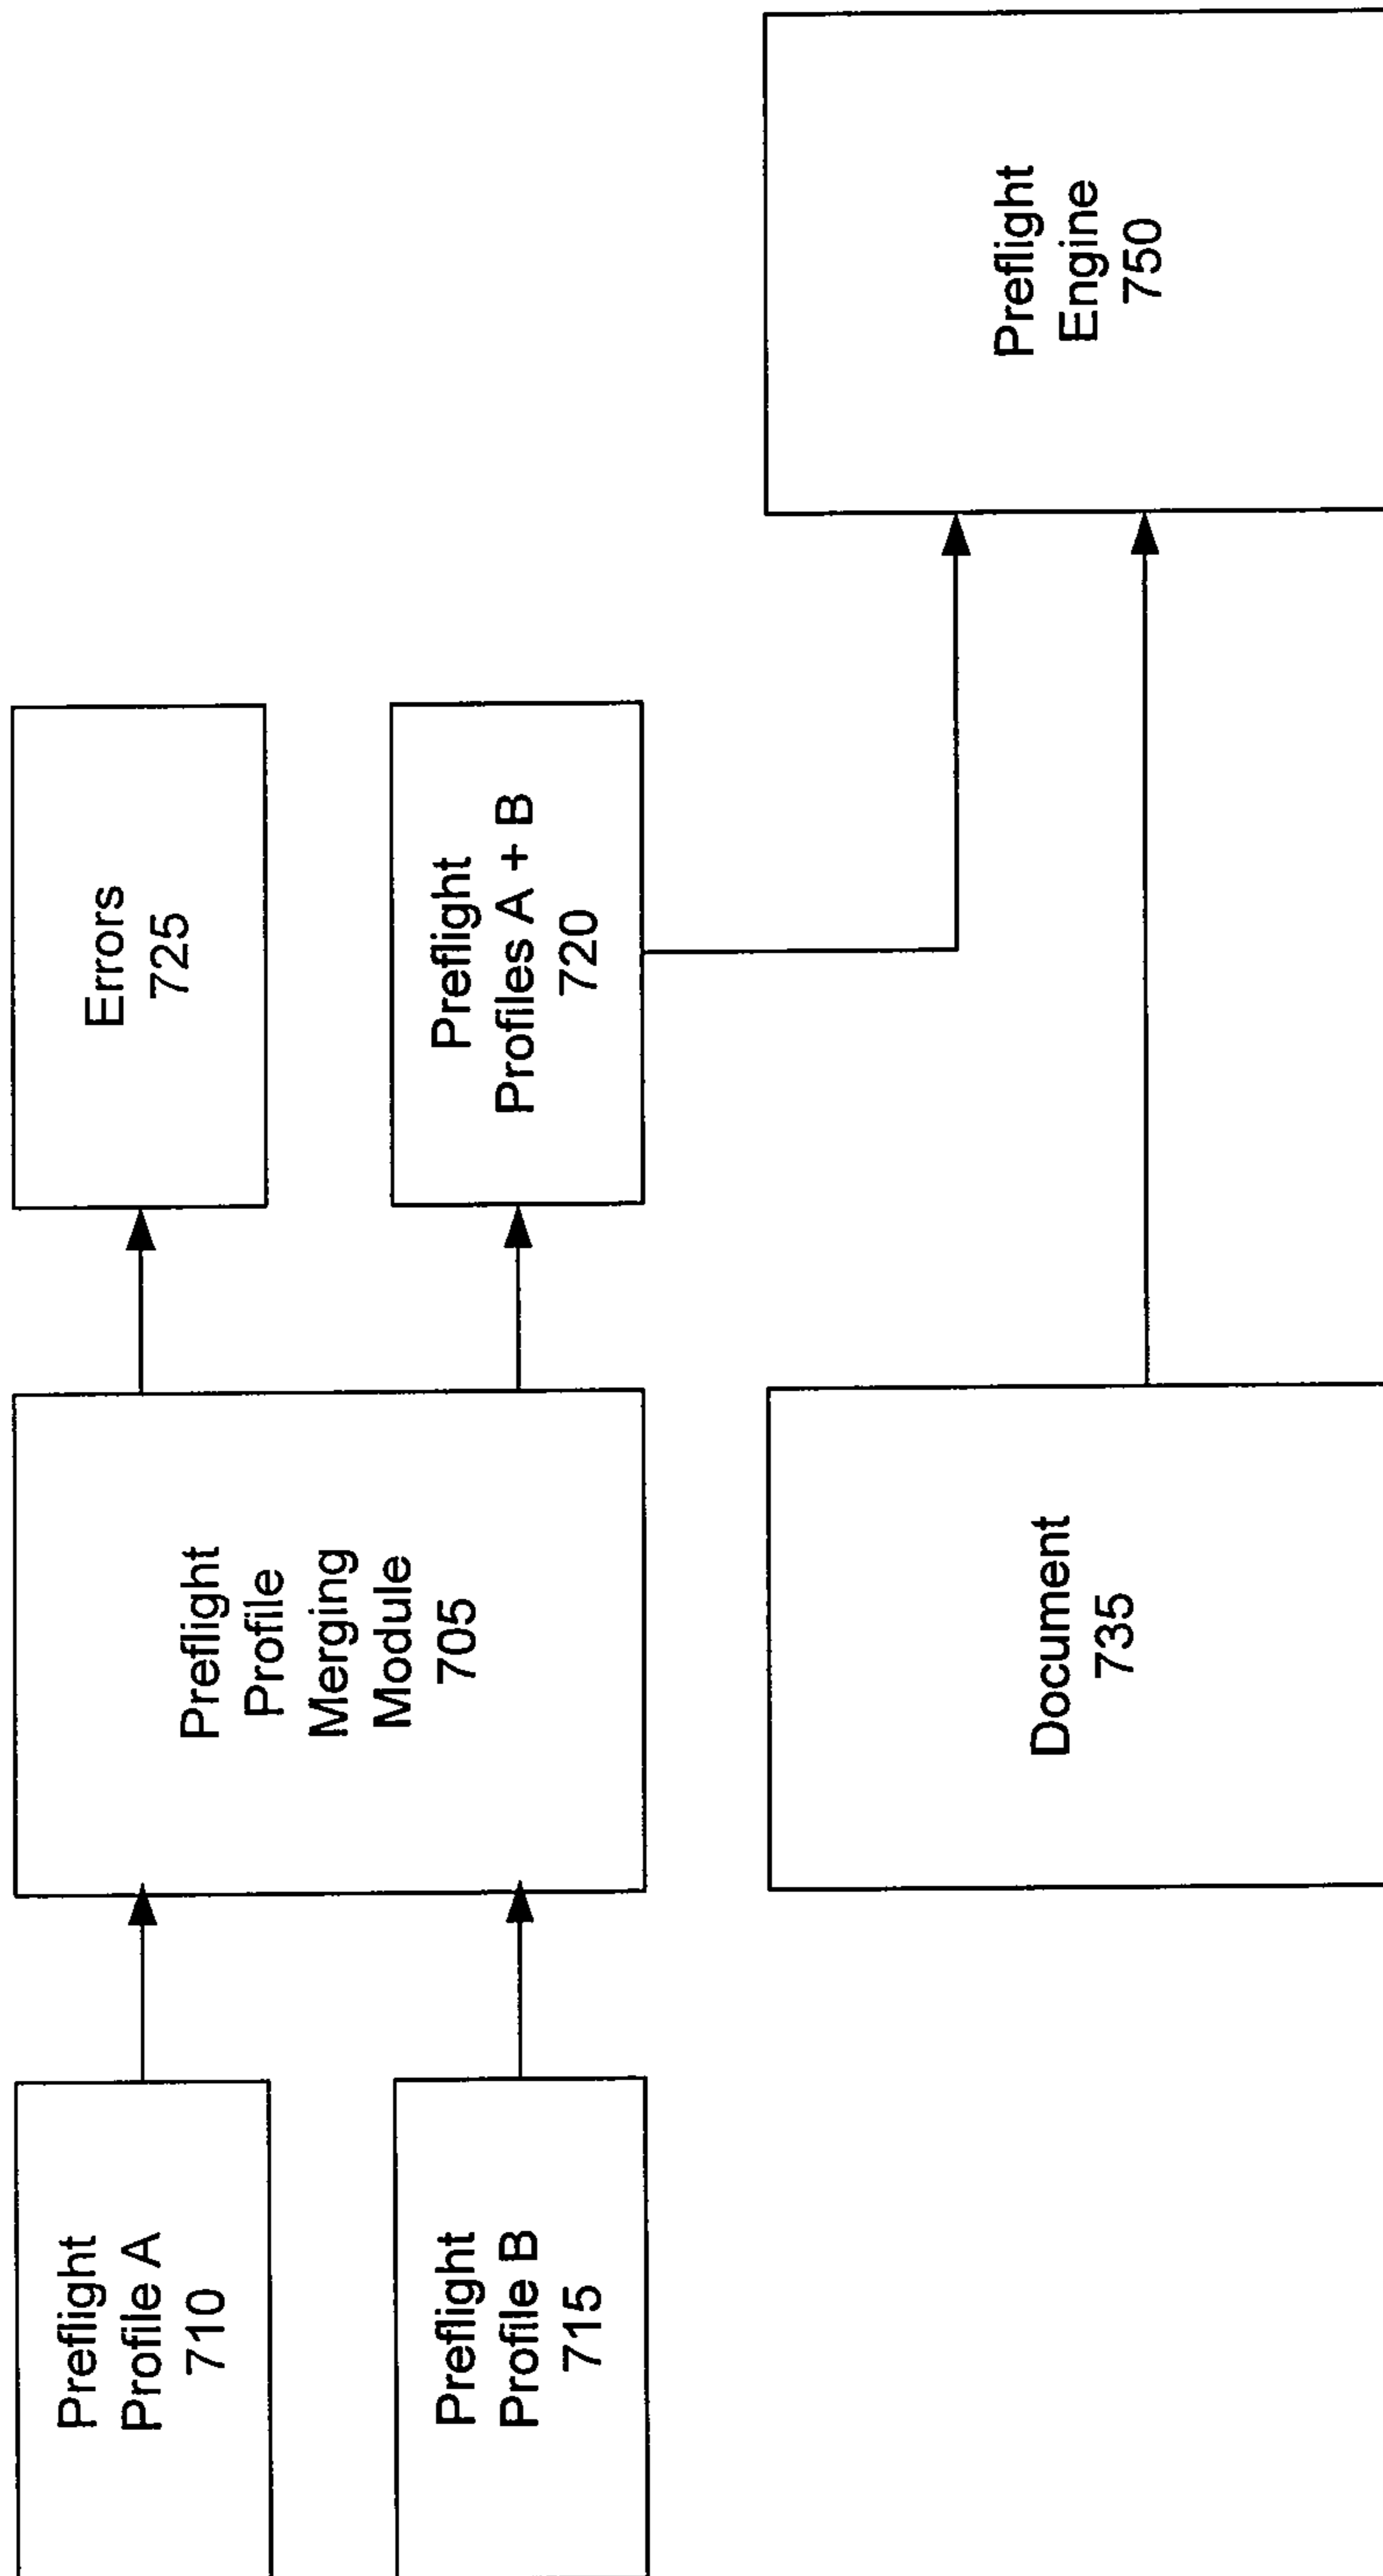 Preflight
Profile A
710
Preflight
Profile B
715
Preflight
Profile
Merging
Module
705
Errors
725
Preflight
Profiles A + B
720
Document
735
Preflight
Engine
750